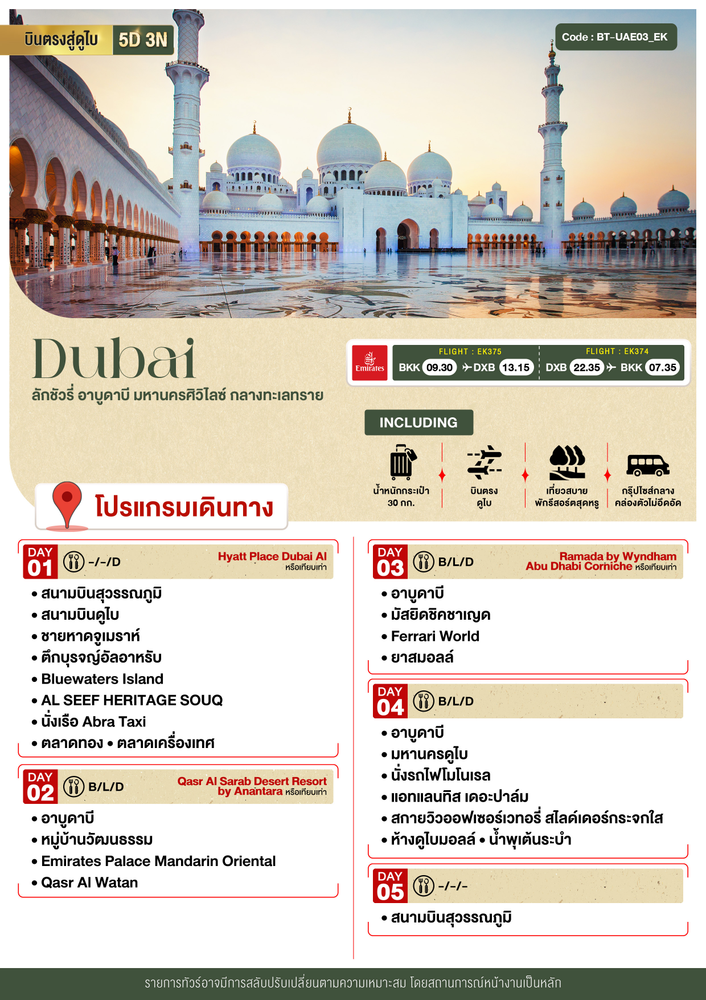 บินตรงสู่ดูไบ 5D 3N
Code : BT-UAE03_EK
Dubai
ลักชัวรี่ อาบูดาบี มหานครศิวิไลซ์ กลางทะเลทราย
Emirates
FLIGHT : EK375
BKK 09.30 DXB 13.15
FLIGHT : EK374
DXB 22.35 BKK 07.35
INCLUDING
น้ำหนักกระเป๋า
30 กก.
บินตรง
ดูไบ
เที่ยวสบาย
พักรีสอร์ตสุดหรู
กรุ๊ปไซส์กลาง
คล่องตัวไม่อึดอัด
โปรแกรมเดินทาง
DAY
01
-/-/D
Hyatt Place Dubai Al
หรือเทียบเท่า
• สนามบินสุวรรณภูมิ
• สนามบินดูไบ
• ชายหาดจูเมราห์
• ตึกบุรจญ์อัลอาหรับ
• Bluewaters Island
• AL SEEF HERITAGE SOUQ
• นั่งเรือ Abra Taxi
• ตลาดทอง • ตลาดเครื่องเทศ
DAY
02
B/L/D
Qasr Al Sarab Desert Resort
by Anantara หรือเทียบเท่า
• อาบูดาบี
• หมู่บ้านวัฒนธรรม
• Emirates Palace Mandarin Oriental
• Qasr Al Watan
DAY
03
B/L/D
Ramada by Wyndham
Abu Dhabi Corniche หรือเทียบเท่า
• อาบูดาบี
• มัสยิดชิคชาเญด
• Ferrari World
• ยาสมอลล์
DAY
04
B/L/D
• อาบูดาบี
• มหานครดูไบ
• นั่งรถไฟโมโนเรล
• แอทแลนทิส เดอะปาล์ม
• สกายวิวออฟเซอร์เวทอรี่ สไลด์เดอร์กระจกใส
• ห้างดูไบมอลล์ • น้ำพุเต้นระบำ
DAY
05
-/-/-
• สนามบินสุวรรณภูมิ
รายการทัวร์อาจมีการสลับปรับเปลี่ยนตามความเหมาะสม โดยสถานการณ์หน้างานเป็นหลัก